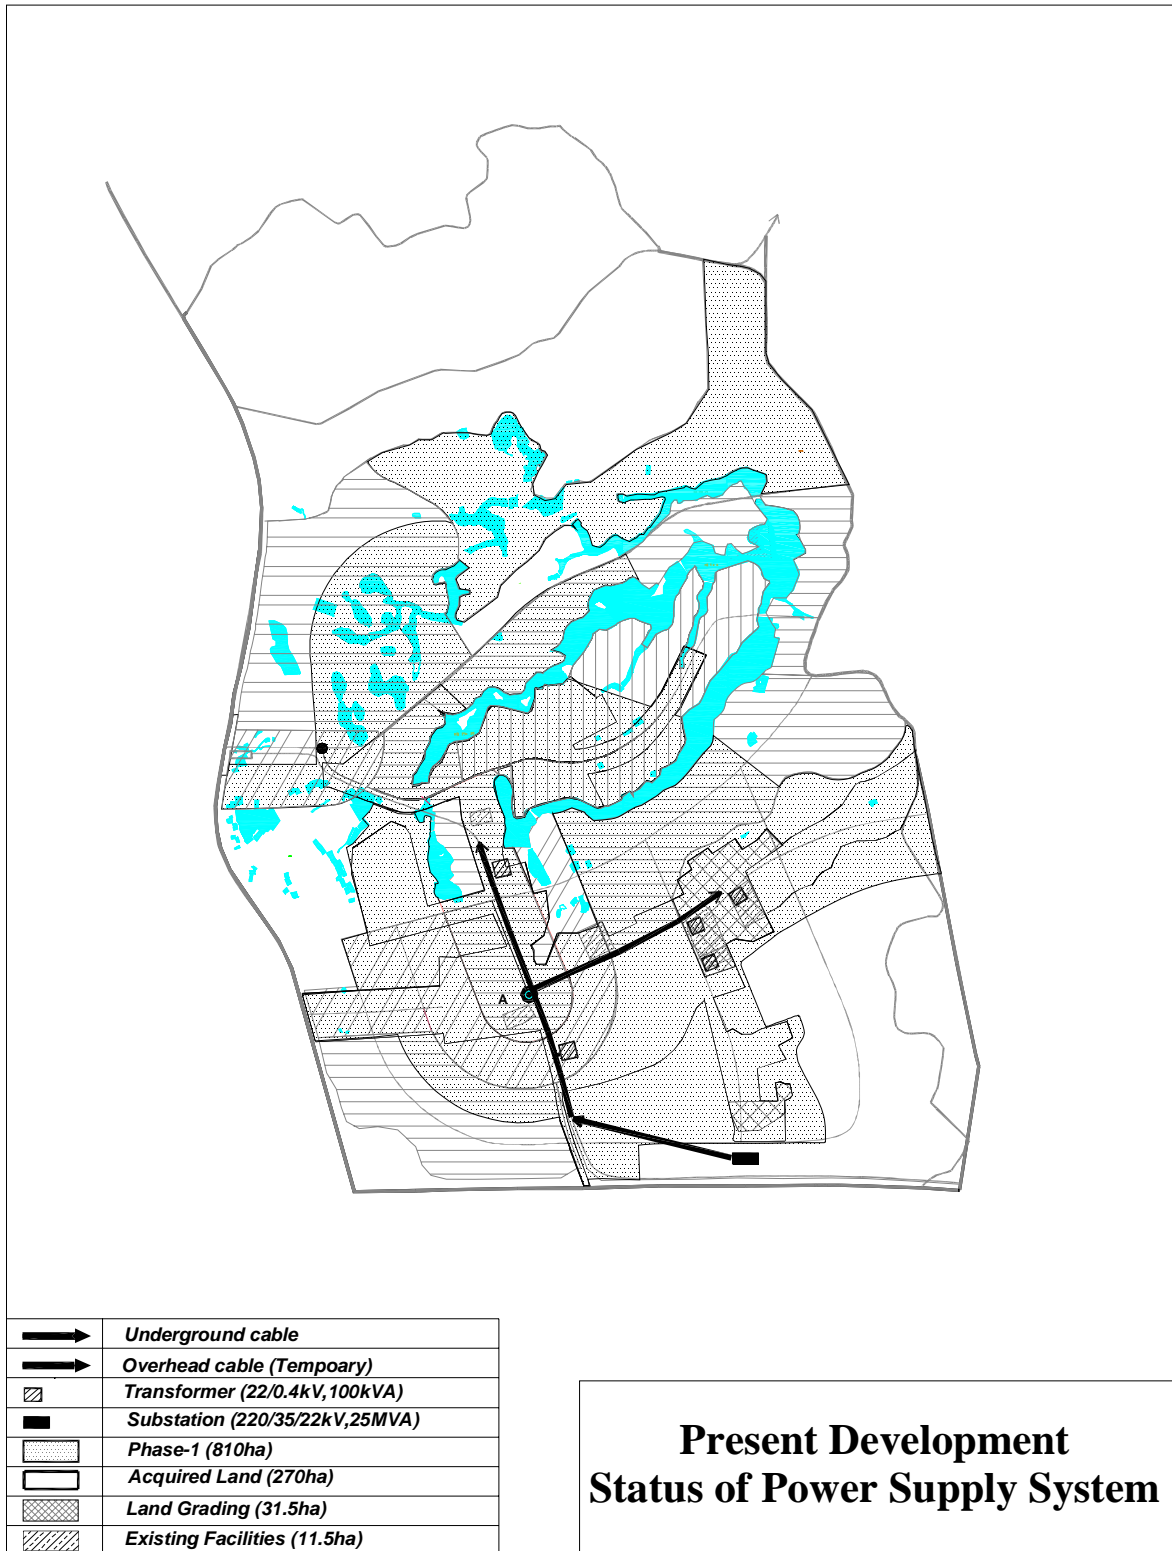 A
Underground cable
Overhead cable (Tempoary)
Transformer (22/0.4kV,100kVA)
Substation (220/35/22kV,25MVA)
Phase-1 (810ha)
Acquired Land (270ha)
Land Grading (31.5ha)
Existing Facilities (11.5ha)
Present Development
Status of Power Supply System